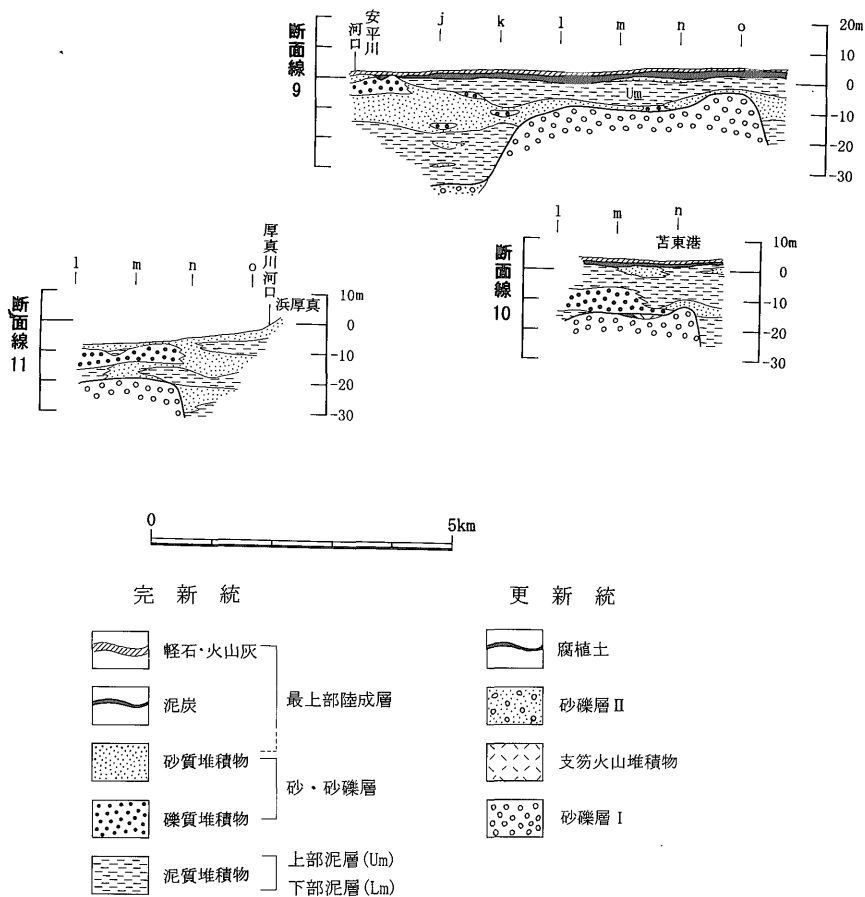 断面線9
安平川河口
j k l m n o
20m
10
0
-10
-20
-30
Um
断面線10
l m n
苫東港
10m
0
-10
-20
-30
断面線11
l m n o
厚真川河口
浜厚真
10m
0
-10
-20
-30
0 5km
完新統
軽石・火山灰
泥炭
最上部陸成層
砂質堆積物
砂・砂礫層
礫質堆積物
泥質堆積物
上部泥層(Um)
下部泥層(Lm)
更新統
腐植土
砂礫層Ⅱ
支笏火山堆積物
砂礫層Ⅰ